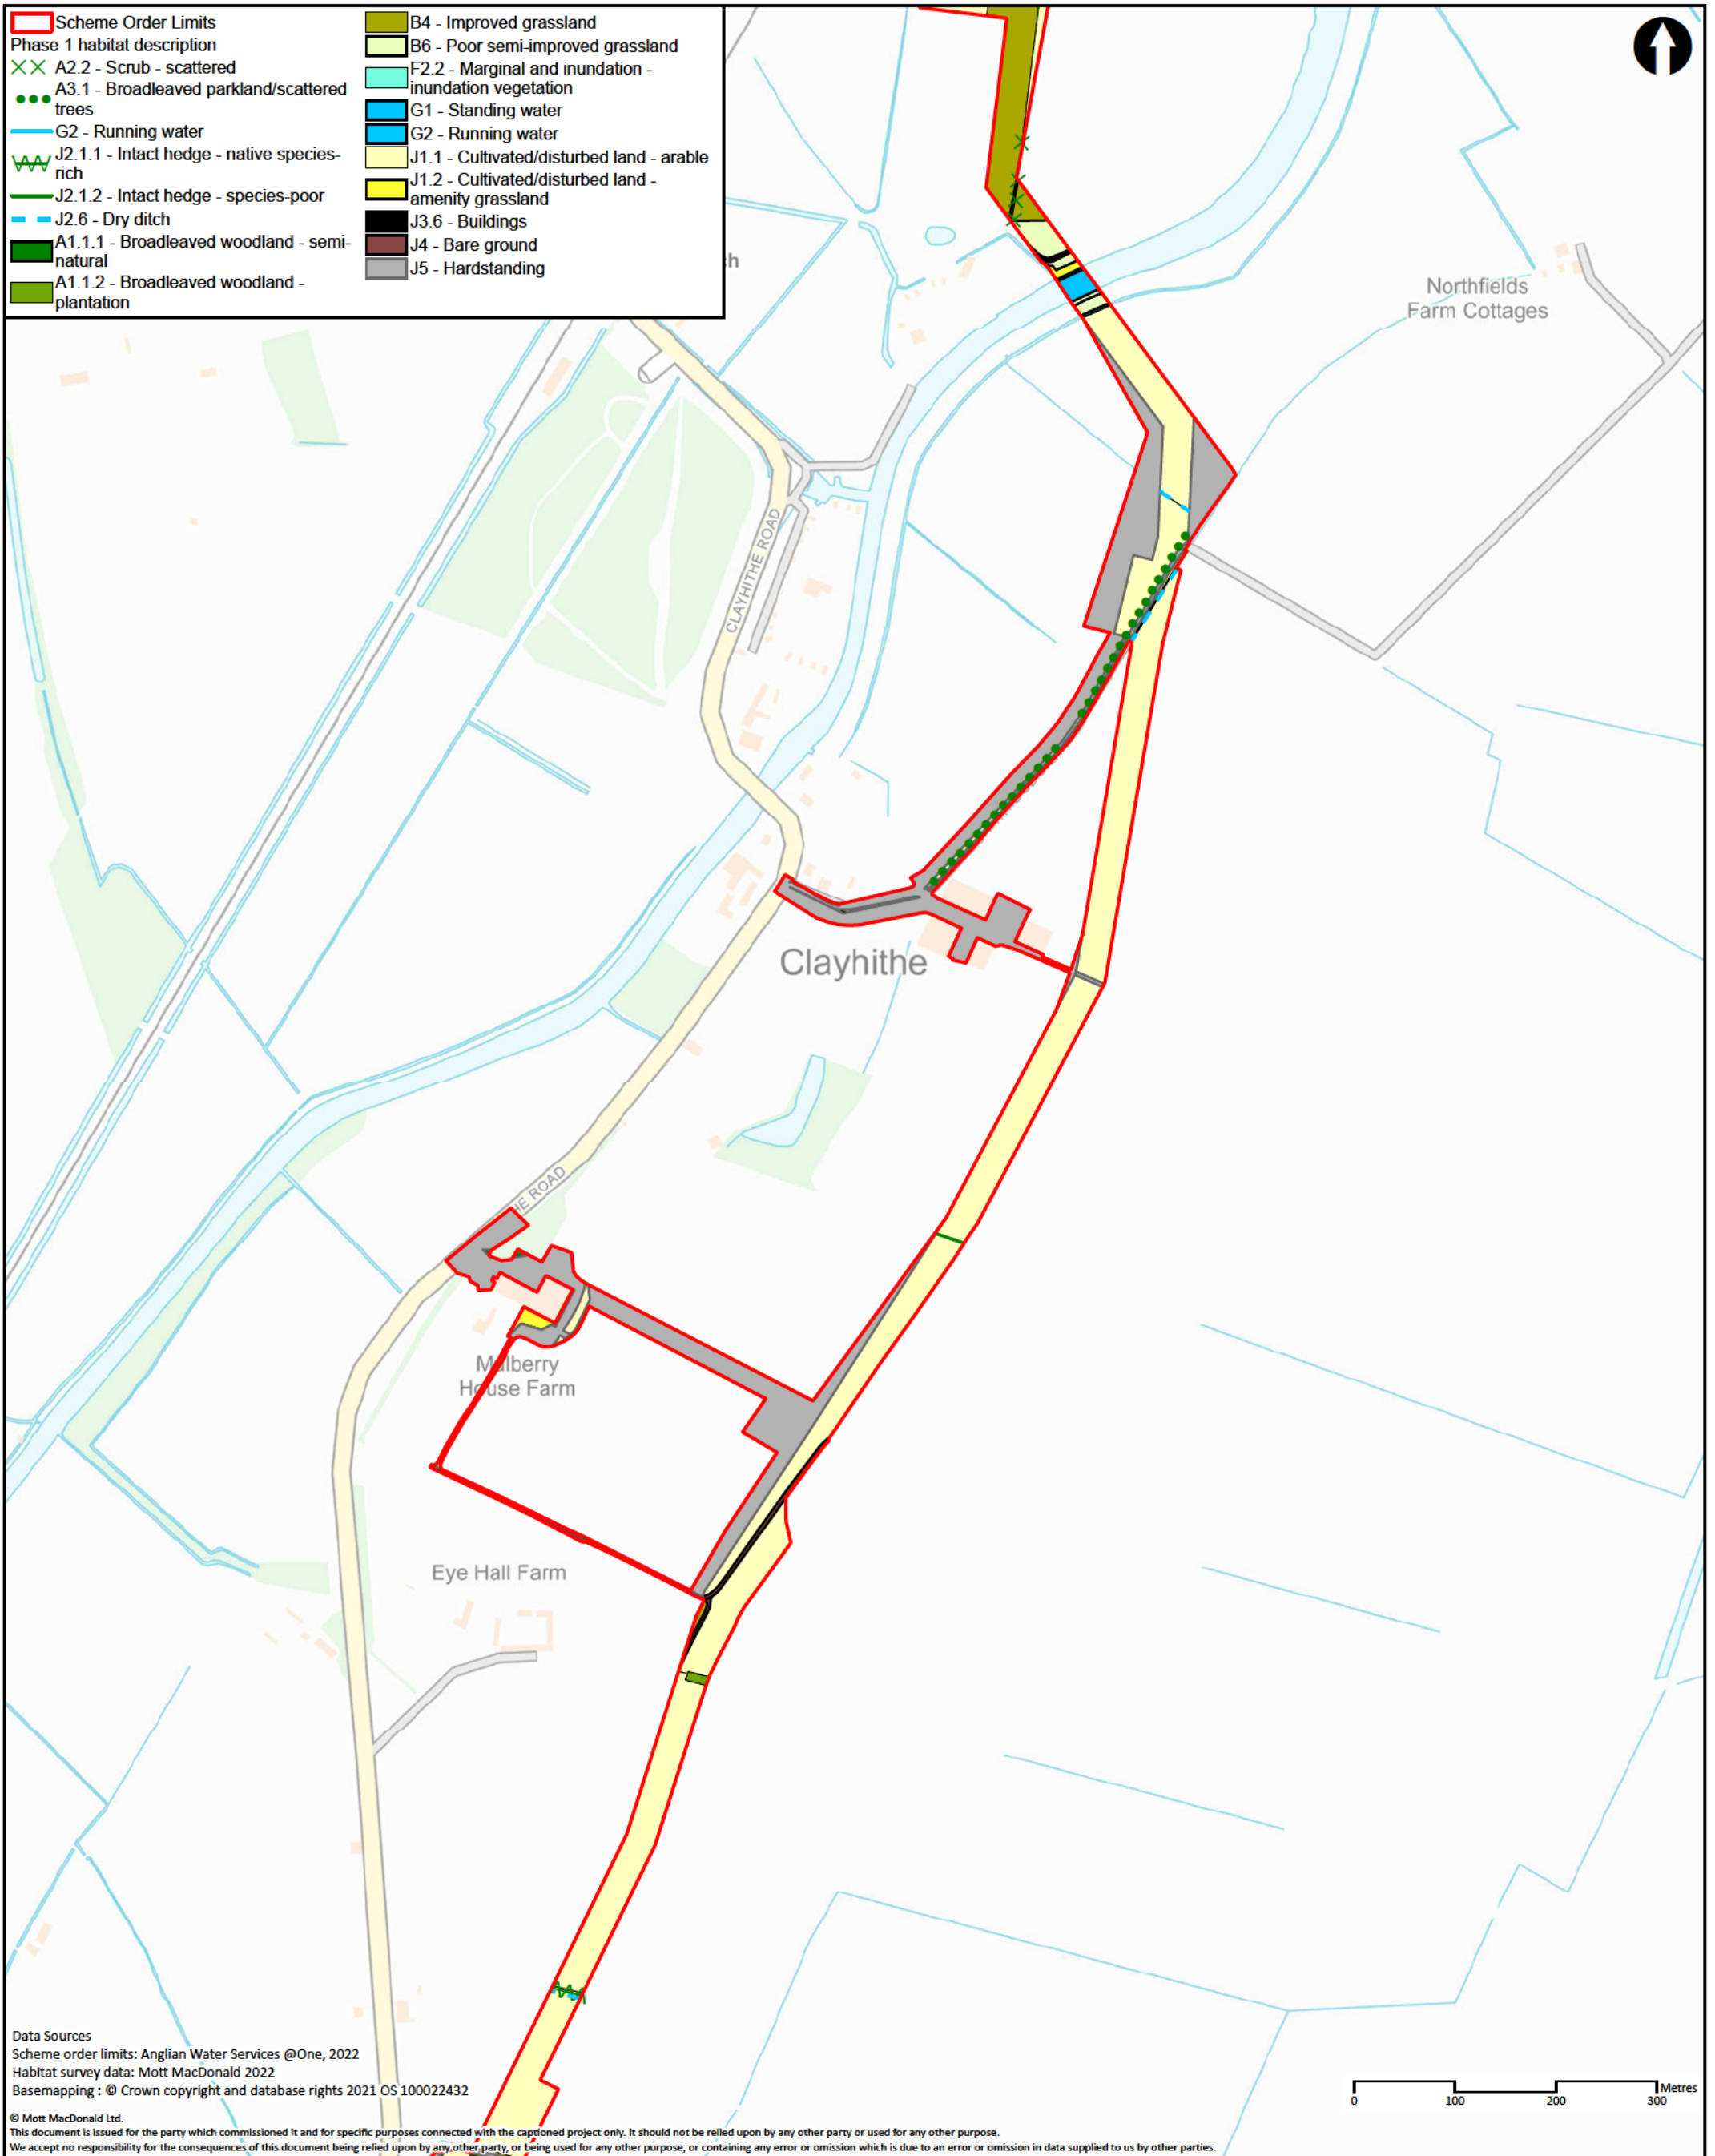 Scheme Order Limits
Phase 1 habitat description
A2.2 - Scrub - scattered
A3.1 - Broadleaved parkland/scattered
trees
G2 - Running water
J2.1.1 - Intact hedge - native species-
rich
J2.1.2 - Intact hedge - species-poor
J2.6 - Dry ditch
A1.1.1 - Broadleaved woodland - semi-
natural
A1.1.2 - Broadleaved woodland -
plantation
B4 - Improved grassland
B6 - Poor semi-improved grassland
F2.2 - Marginal and inundation -
inundation vegetation
G1 - Standing water
G2 - Running water
J1.1 - Cultivated/disturbed land - arable
J1.2 - Cultivated/disturbed land -
amenity grassland
J3.6 - Buildings
J4 - Bare ground
J5 - Hardstanding
Northfields
Farm Cottages
CLAYHITHE ROAD
Clayhithe
HE ROAD
Mulberry
House Farm
Eye Hall Farm
Data Sources
Scheme order limits: Anglian Water Services @One, 2022
Habitat survey data: Mott MacDonald 2022
Basemapping : © Crown copyright and database rights 2021 OS 100022432
Metres
0 100 200 300
© Mott MacDonald Ltd.
This document is issued for the party which commissioned it and for specific purposes connected with the captioned project only. It should not be relied upon by any other party or used for any other purpose.
We accept no responsibility for the consequences of this document being relied upon by any other party, or being used for any other purpose, or containing any error or omission which is due to an error or omission in data supplied to us by other parties.